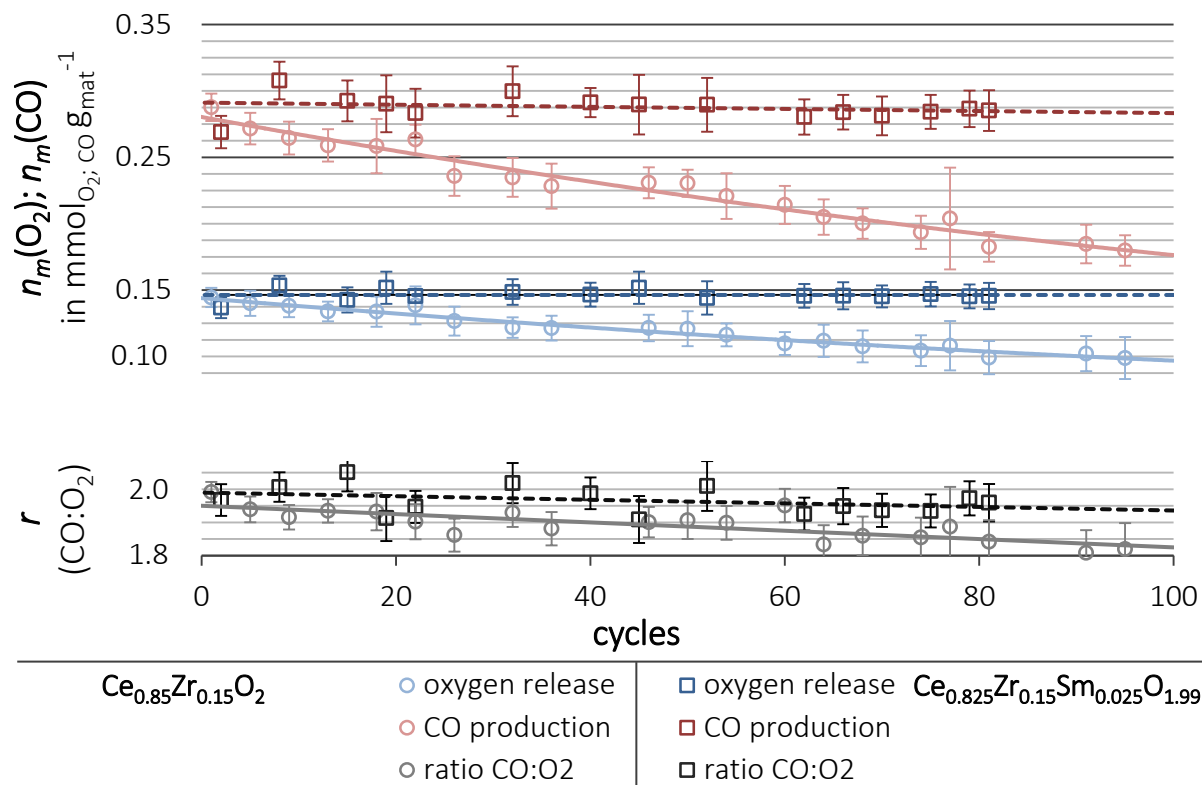 0.35
0.25
0.15
0.10
nm(O2); nm(CO)
in mmolO2; CO gmat-1
2.0
1.8
r
(CO:O2)
0 20 40 60 80 100
cycles
Ce0.85Zr0.15O2
oxygen release
CO production
ratio CO:O2
oxygen release
CO production
ratio CO:O2
Ce0.825Zr0.15Sm0.025O1.99